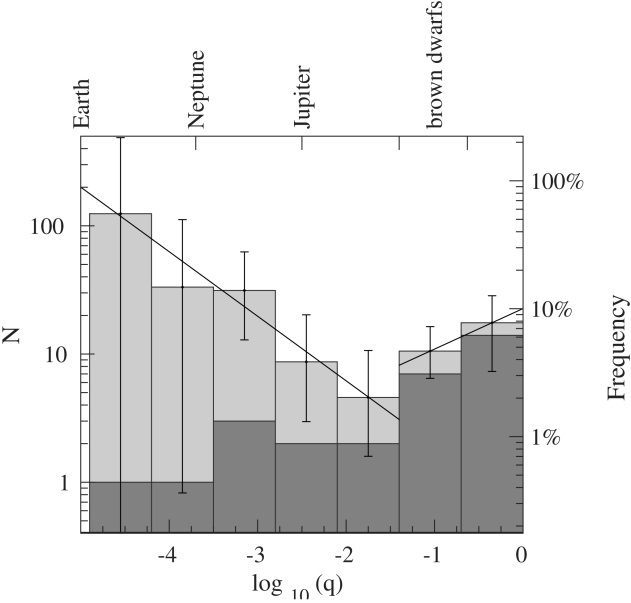 Earth
Neptune
Jupiter
brown dwarfs
100
10
1
N
100%
10%
1%
Frequency
-4
-3
-2
-1
0
log 10 (q)